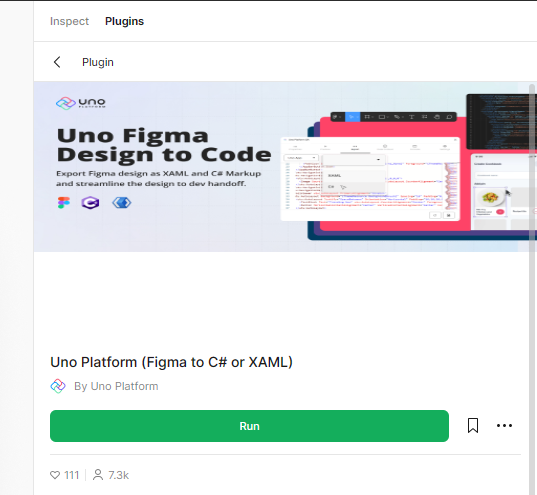 Inspect Plugins
Plugin
uno
PLATFORM
Uno Figma
Design to Code
Export Figma design as XAML and C# Markup
and streamline the design to dev handoff.
XAML
C#
Uno Platform (Figma to C# or XAML)
By Uno Platform
Run
111 7.3k